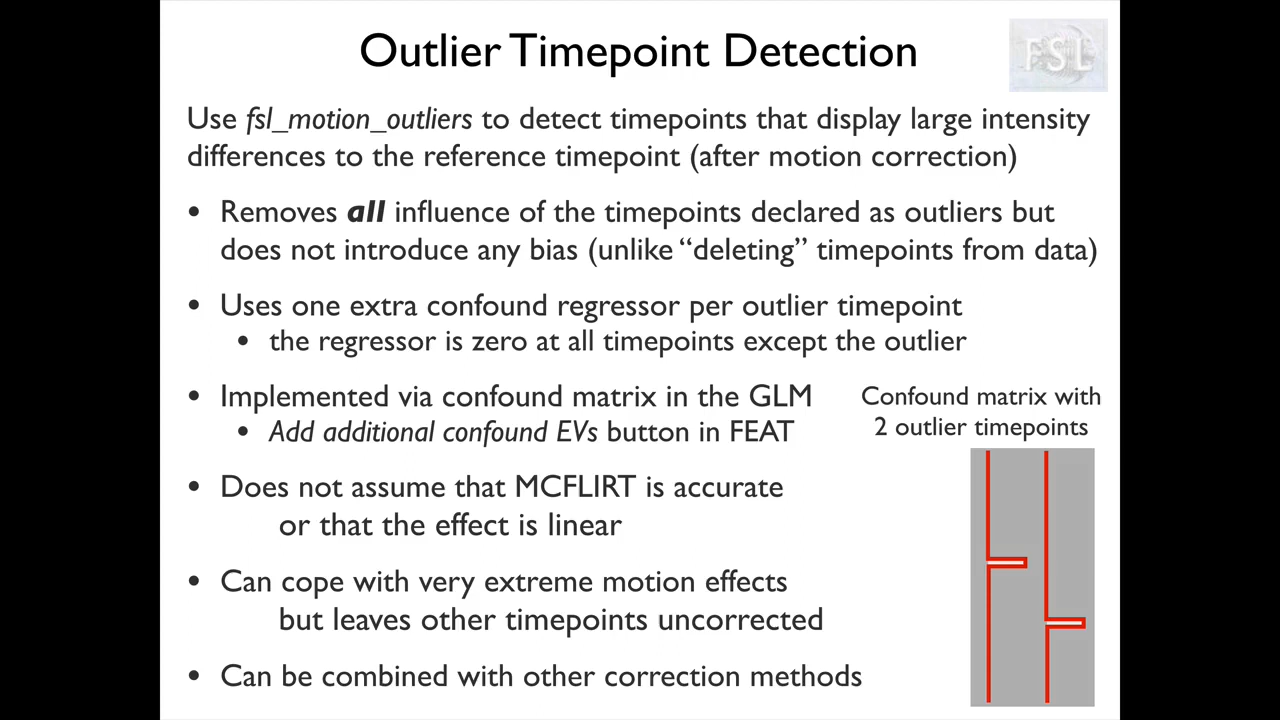 Outlier Timepoint Detection
FSL
Use fsl_motion_outliers to detect timepoints that display large intensity
differences to the reference timepoint (after motion correction)
• Removes all influence of the timepoints declared as outliers but
does not introduce any bias (unlike “deleting” timepoints from data)
• Uses one extra confound regressor per outlier timepoint
• the regressor is zero at all timepoints except the outlier
• Implemented via confound matrix in the GLM
• Add additional confound EVs button in FEAT
Confound matrix with
2 outlier timepoints
• Does not assume that MCFLIRT is accurate
or that the effect is linear
• Can cope with very extreme motion effects
but leaves other timepoints uncorrected
• Can be combined with other correction methods